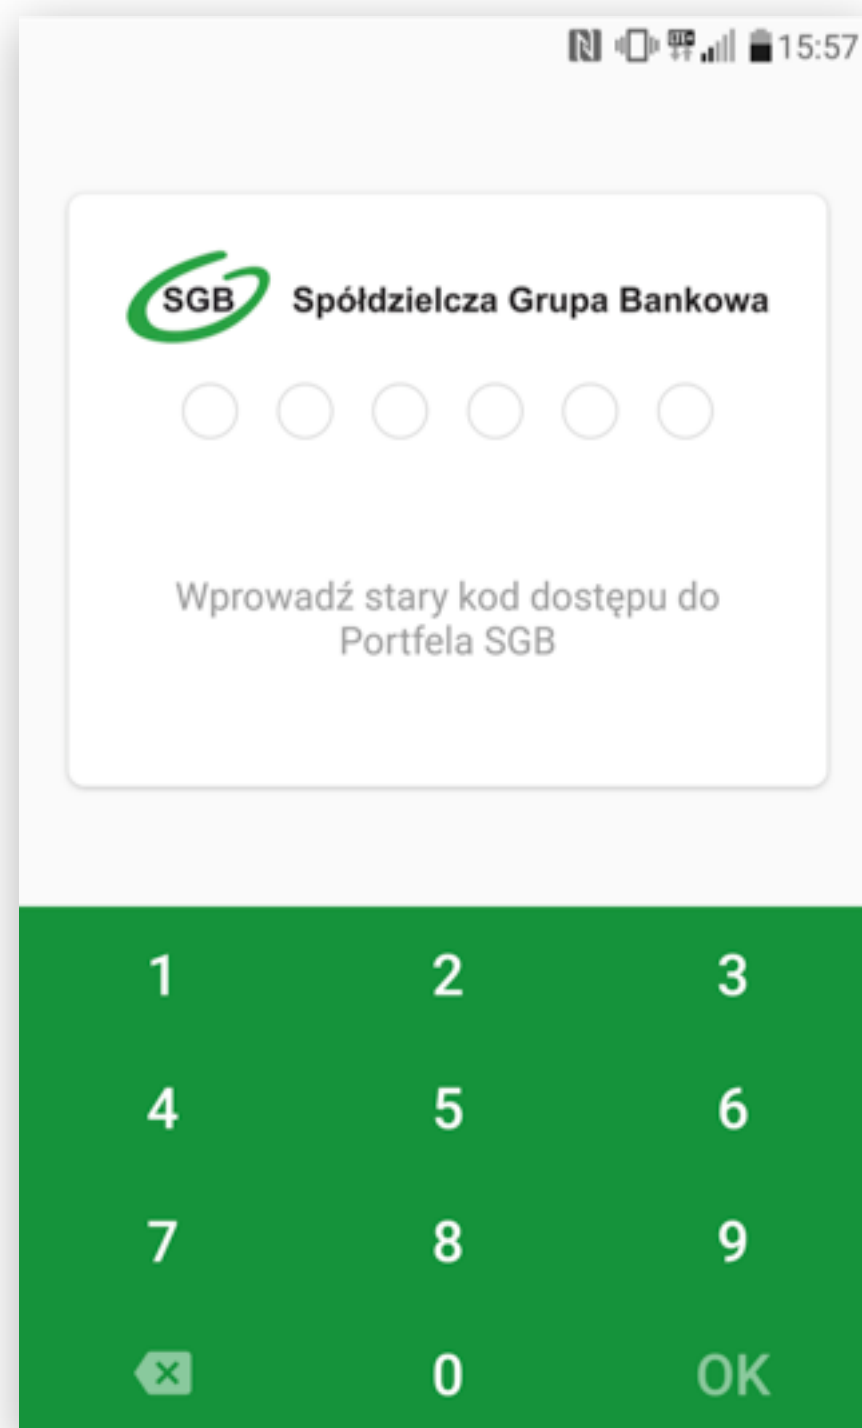 15:57
SGB Spółdzielcza Grupa Bankowa
Wprowadź stary kod dostępu do
Portfela SGB
1 2 3
4 5 6
7 8 9
0 OK